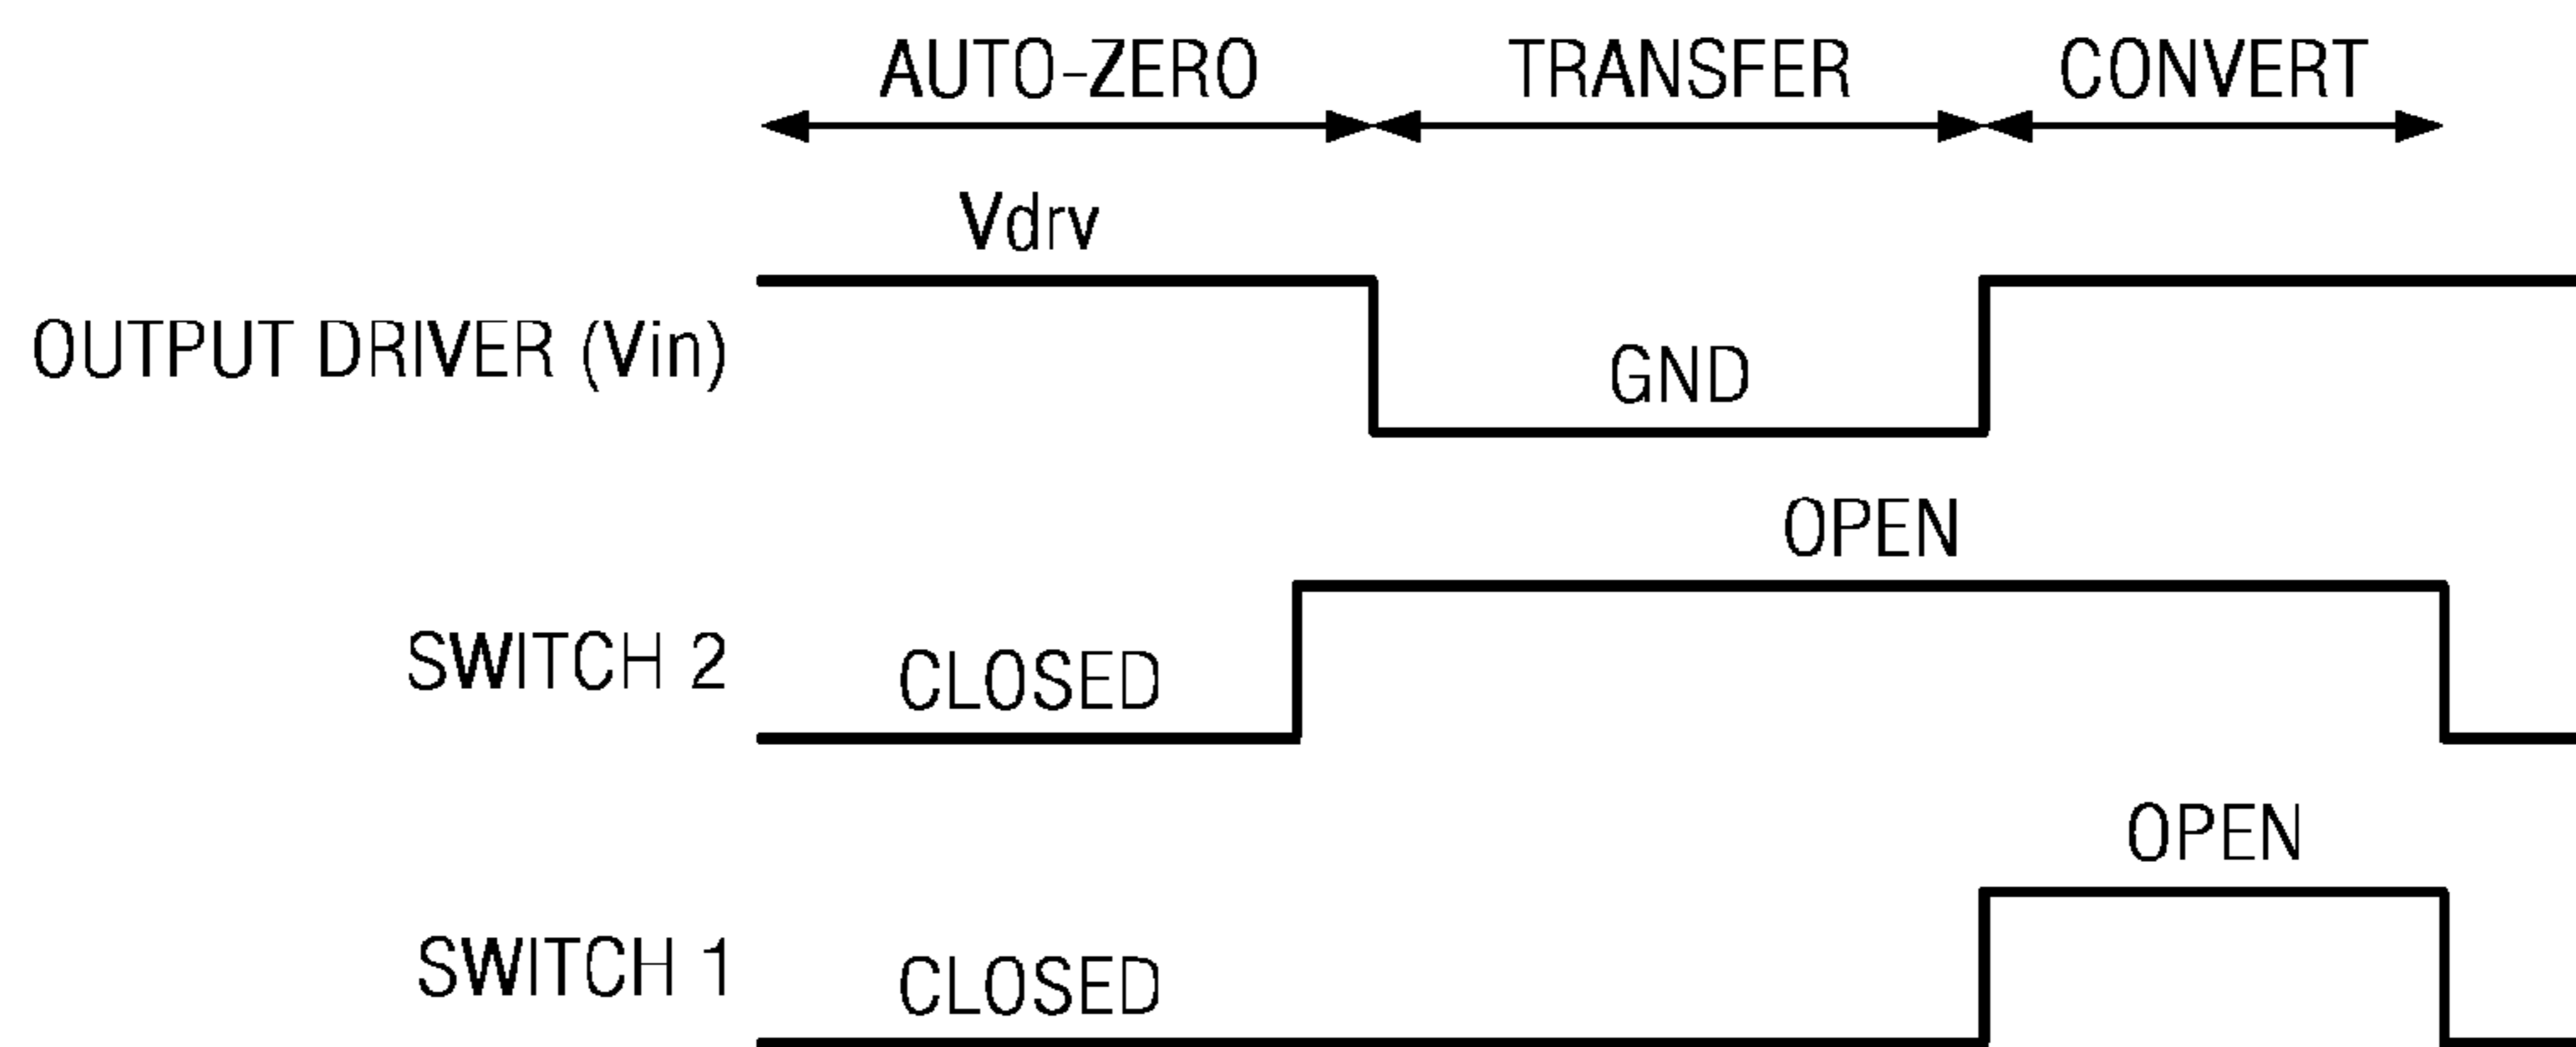 AUTO-ZERO TRANSFER CONVERT
Vdrv
OUTPUT DRIVER (Vin)
GND
OPEN
SWITCH 2
CLOSED
OPEN
SWITCH 1
CLOSED